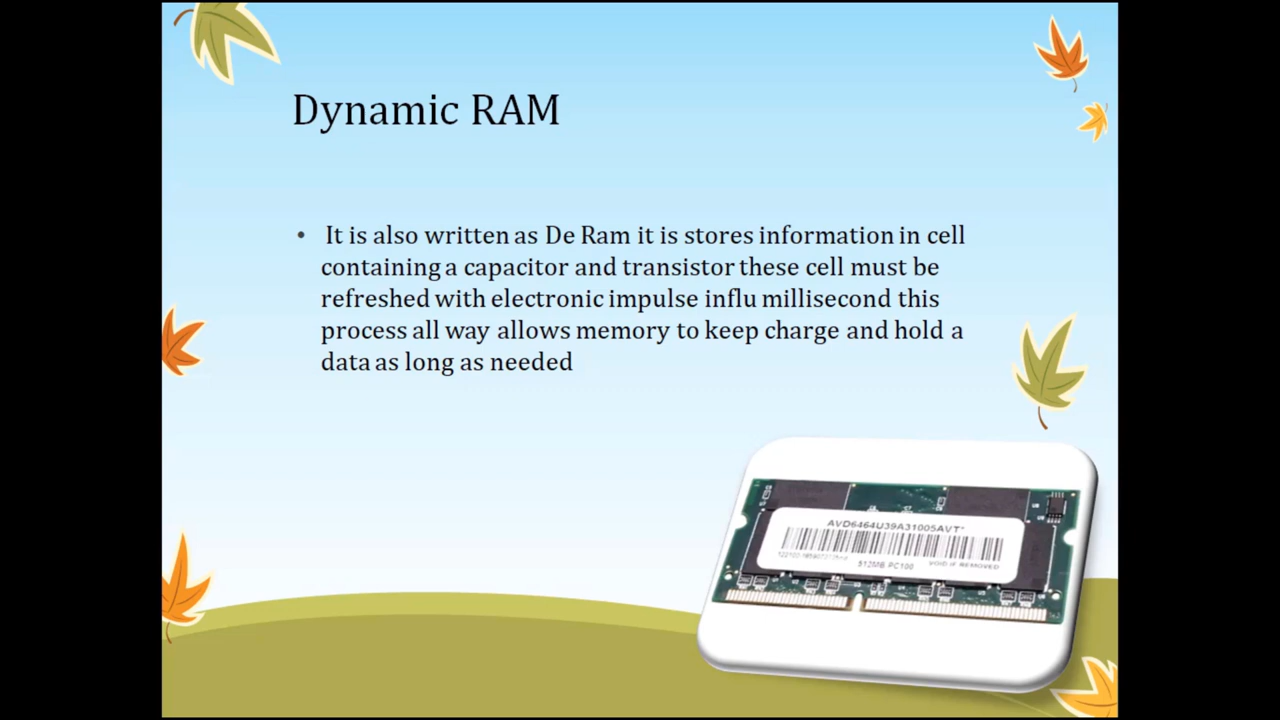 Dynamic RAM
• It is also written as De Ram it is stores information in cell
containing a capacitor and transistor these cell must be
refreshed with electronic impulse influ millisecond this
process all way allows memory to keep charge and hold a
data as long as needed
AVD6464U39A31005AVT*
512MB PC100 VOID IF REMOVED